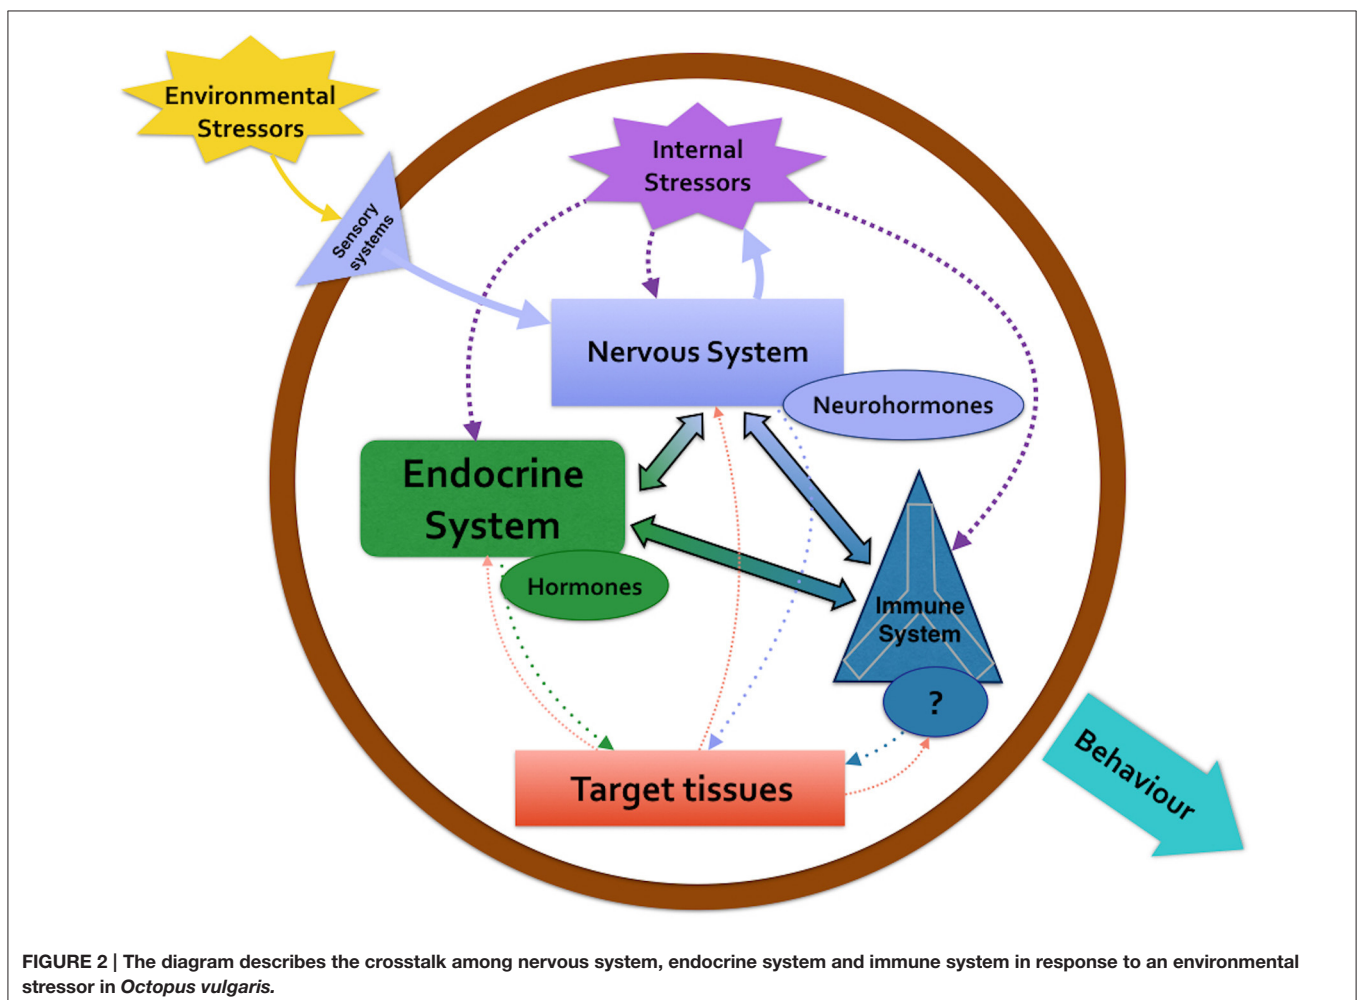 Environmental
Stressors
Internal
Stressors
Sensory
systems
Nervous System
Neurohormones
Endocrine
System
Hormones
Immune
System
?
Target tissues
Behaviour
FIGURE 2 | The diagram describes the crosstalk among nervous system, endocrine system and immune system in response to an environmental
stressor in Octopus vulgaris.